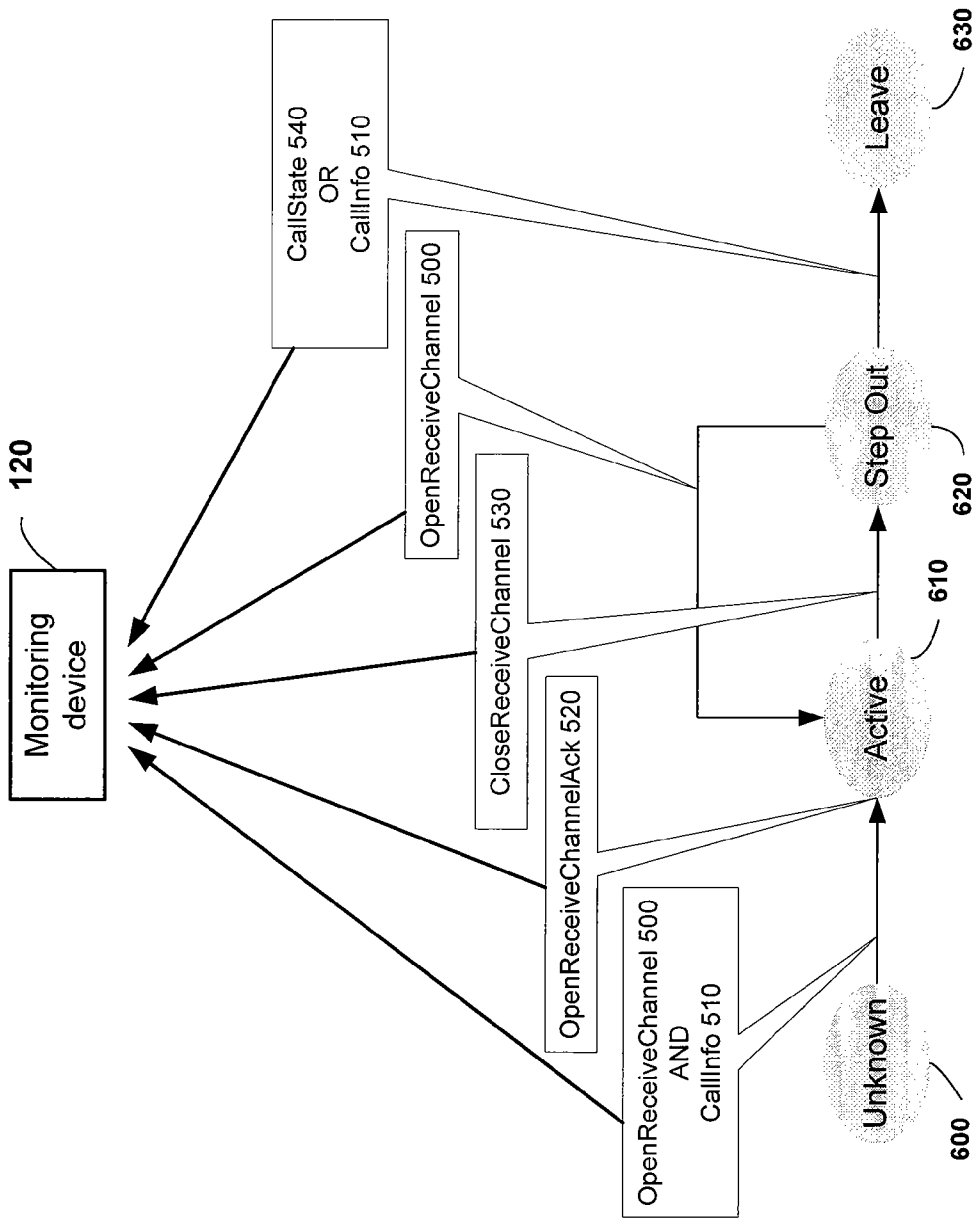 Monitoring
device
120
CallState 540
OR
CallInfo 510
OpenReceiveChannel 500
CloseReceiveChannel 530
OpenReceiveChannelAck 520
OpenReceiveChannel 500
AND
CallInfo 510
Unknown
600
Active
610
Step Out
620
Leave
630